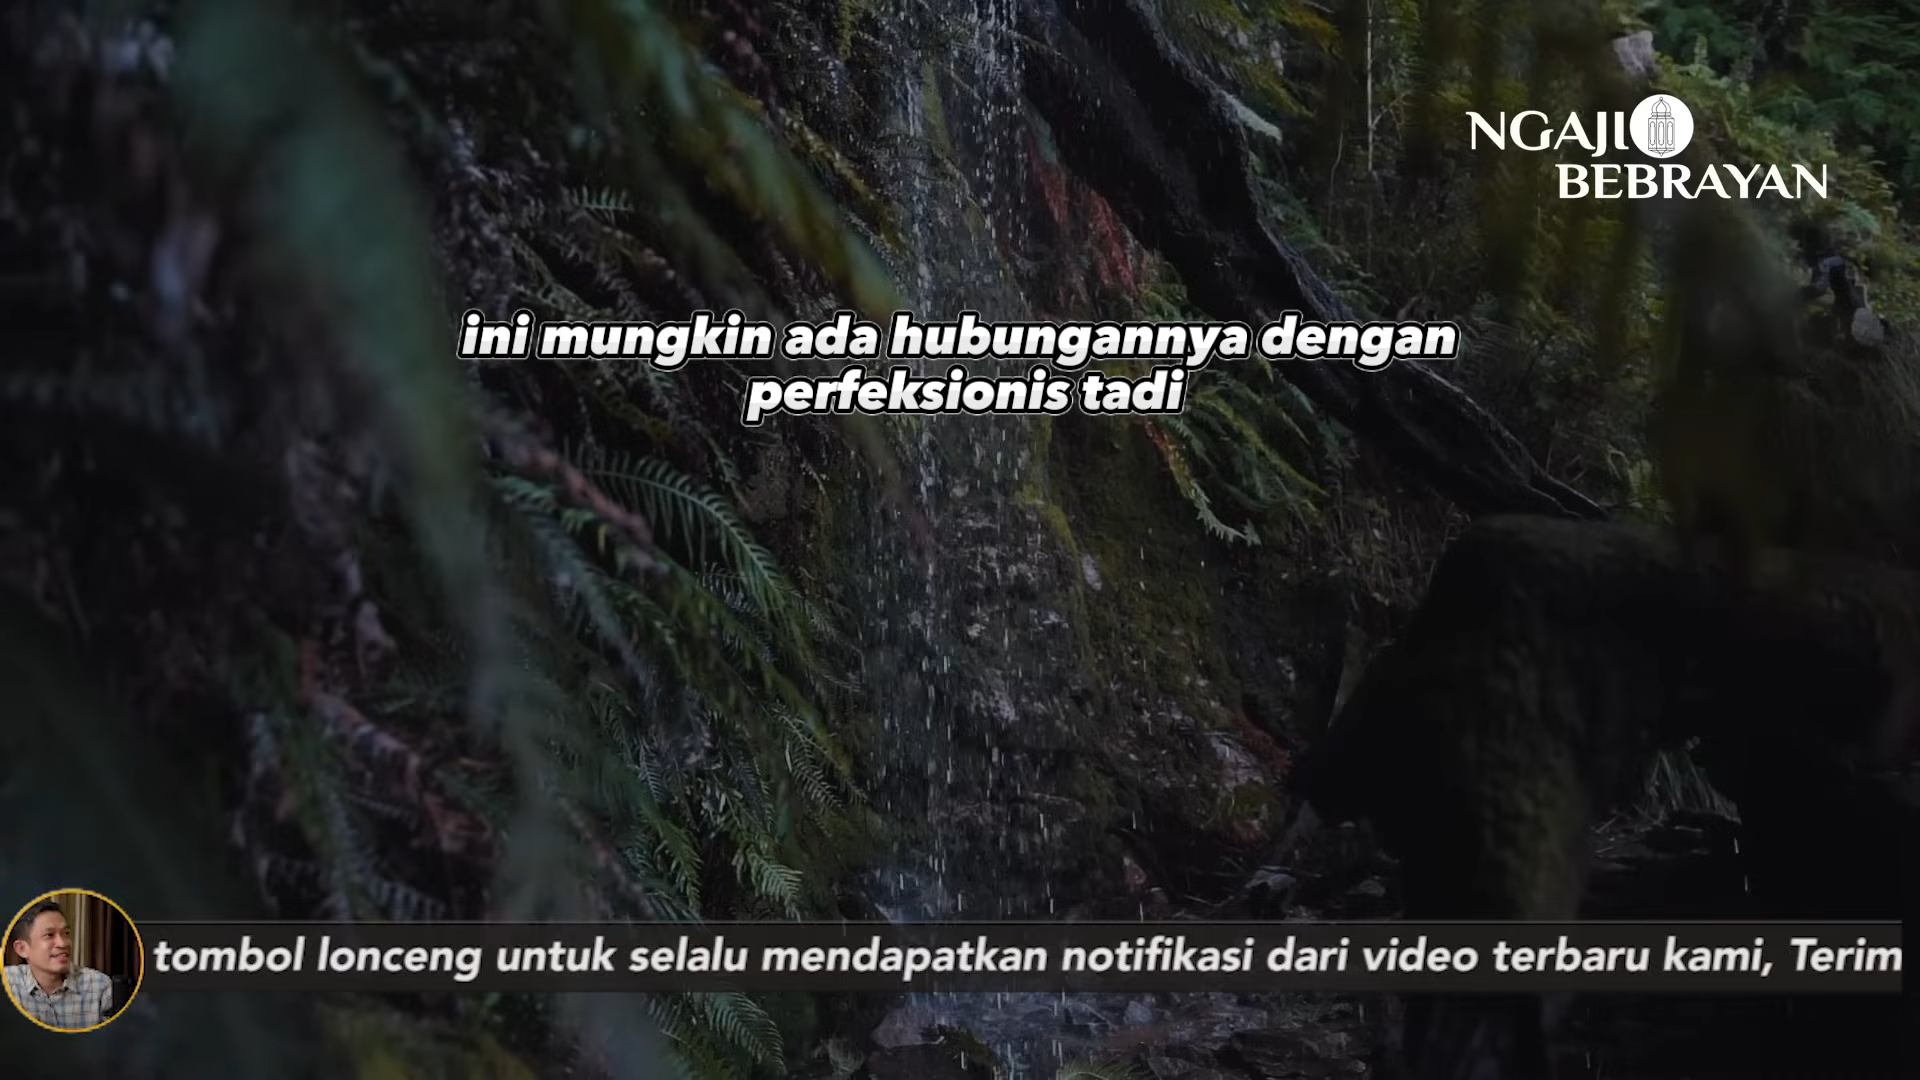 NGAJI
BEBRAYAN
ini mungkin ada hubungannya dengan
perfeksionis tadi
tombol lonceng untuk selalu mendapatkan notifikasi dari video terbaru kami, Terim